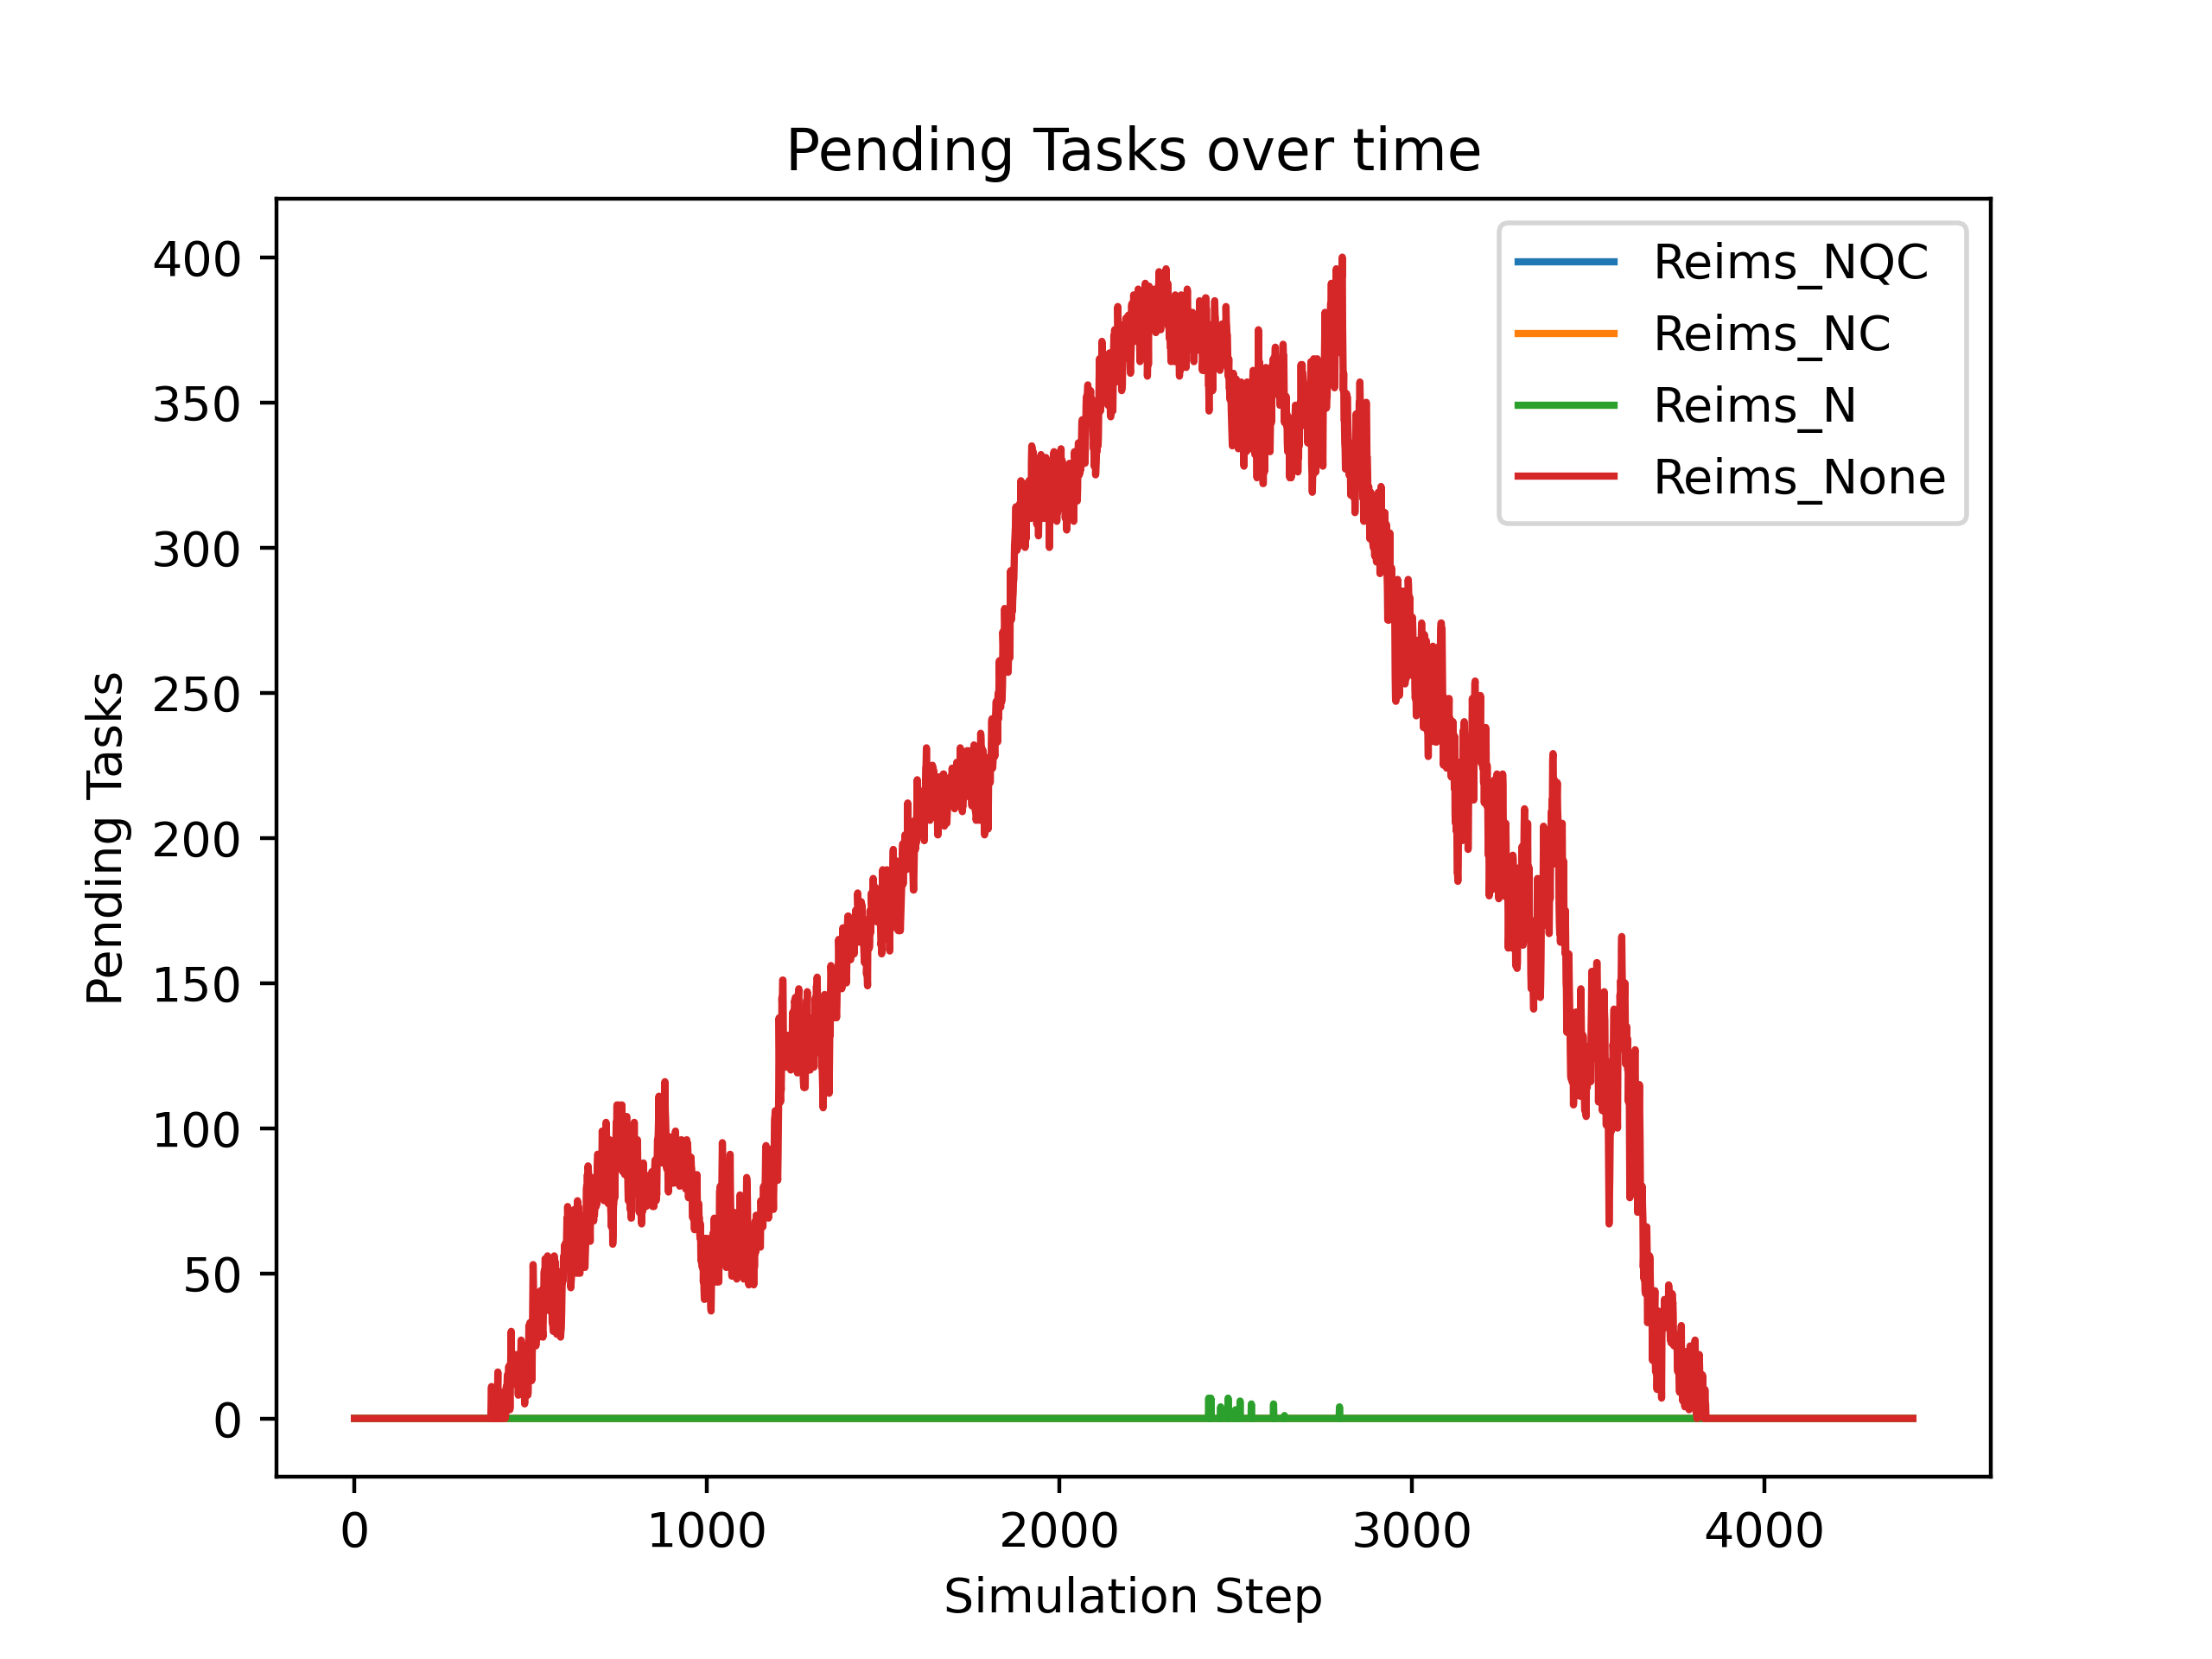 Pending Tasks over time
Pending Tasks
400
350
300
250
200
150
100
50
0
Reims_NQC
Reims_NC
Reims_N
Reims_None
0 1000 2000 3000 4000
Simulation Step